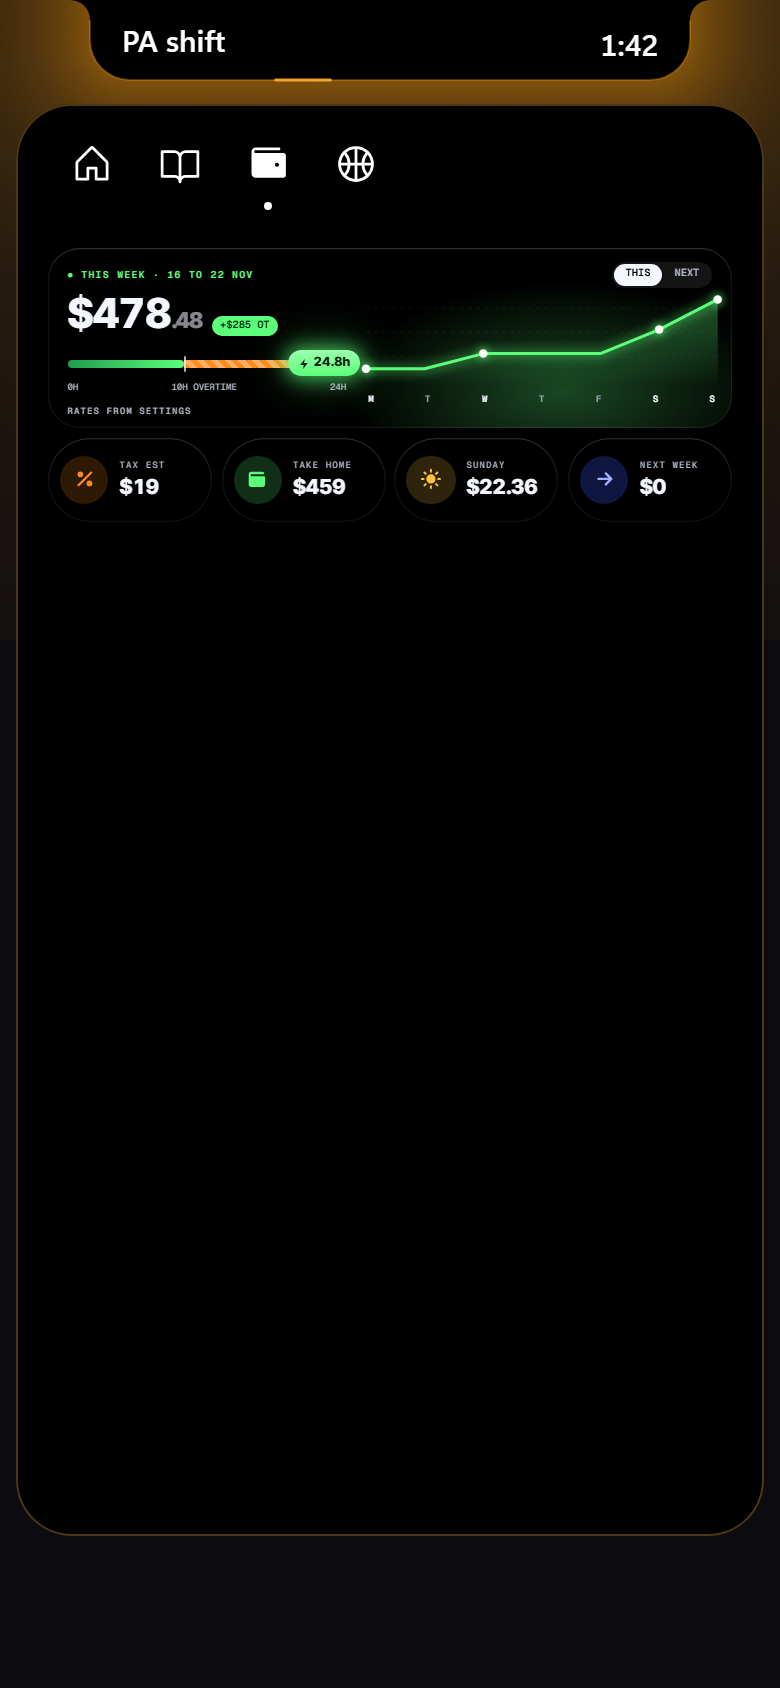 PA shift
1:42
THIS WEEK · 16 TO 22 NOV
THIS NEXT
$478.48 +$285 OT
24.8h
0H 10H OVERTIME 24H
M T W T F S S
RATES FROM SETTINGS
TAX EST
$19
TAKE HOME
$459
SUNDAY
$22.36
NEXT WEEK
$0